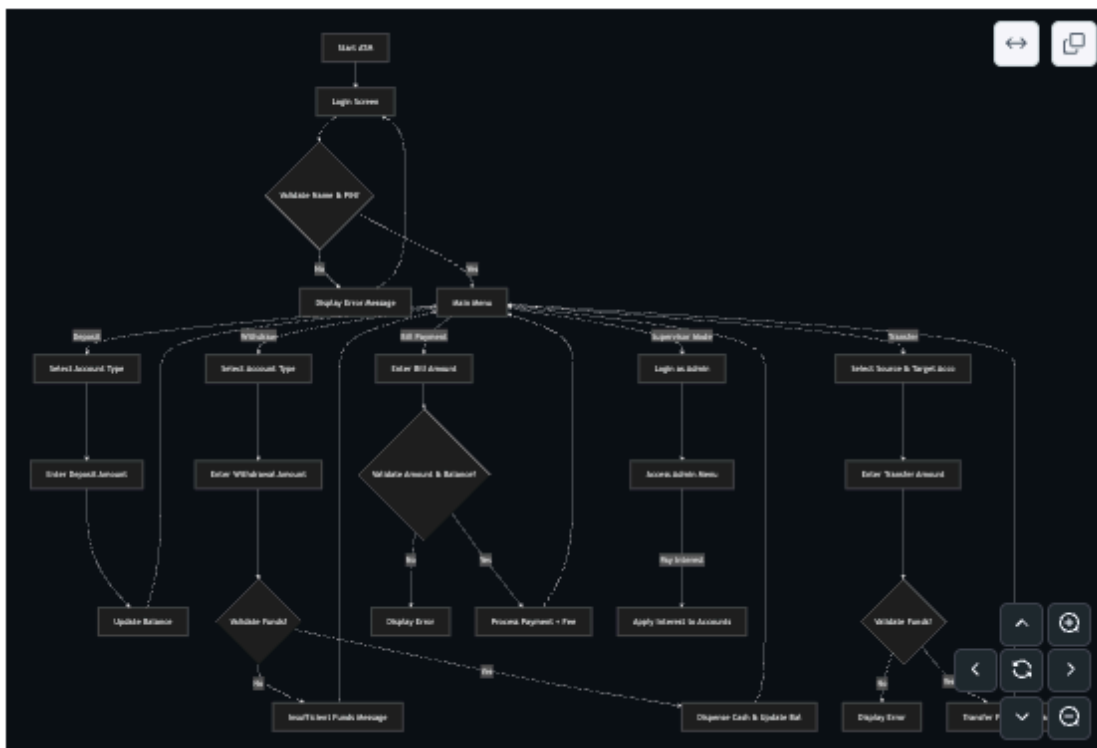 Start ATM
Login Screen
Validate Name & PIN?
No
Yes
Display Error Message
Main Menu
Deposit
Withdraw
Bill Payment
Supervisor Mode
Transfer
Select Account Type
Select Account Type
Enter Bill Amount
Login as Admin
Select Source & Target Acco
Enter Deposit Amount
Enter Withdrawal Amount
Validate Amount & Balance?
Access Admin Menu
Enter Transfer Amount
No
Yes
Pay Interest
Update Balance
Validate Funds?
Display Error
Process Payment + Fee
Apply Interest to Accounts
Validate Funds?
Yes
No
No
Insufficient Funds Message
Dispense Cash & Update Bal
Display Error
Transfer